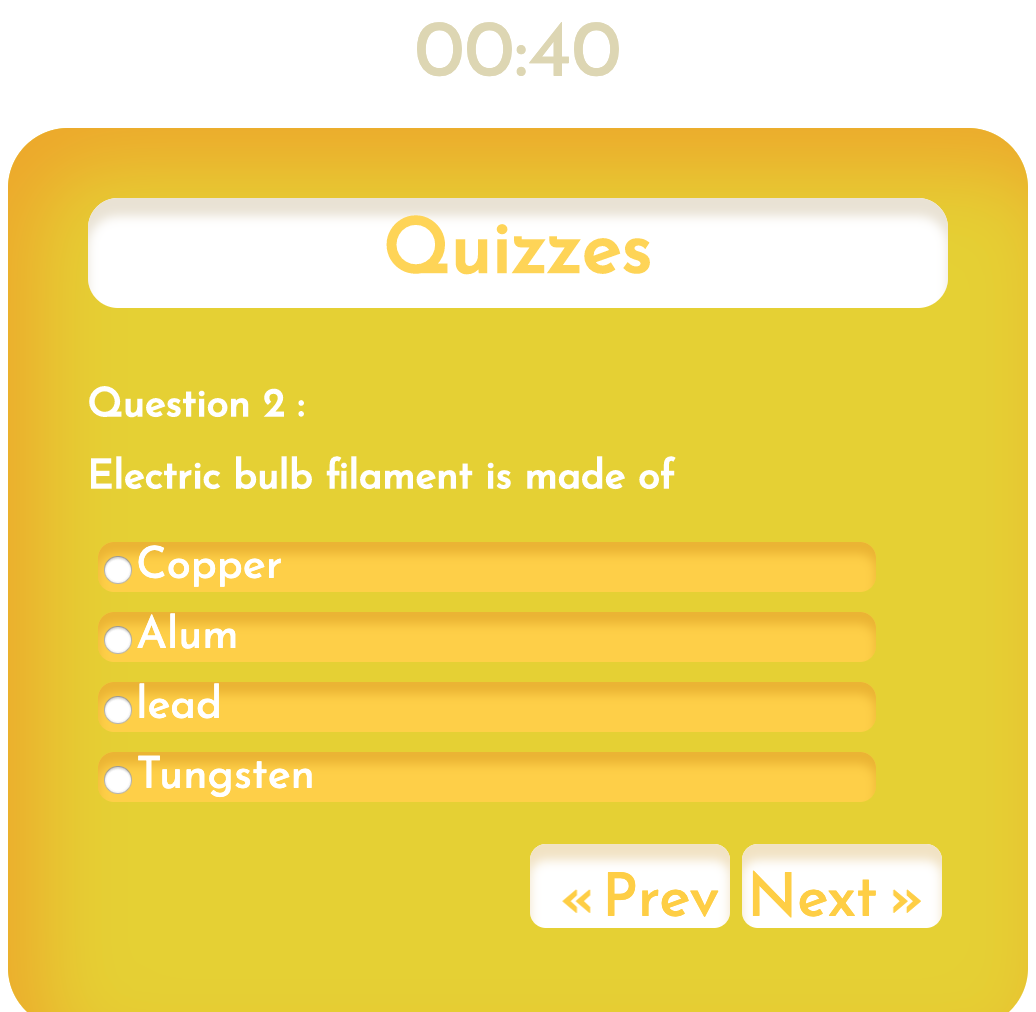 00:40
Quizzes
Question 2 :
Electric bulb filament is made of
Copper
Alum
lead
Tungsten
« Prev Next »